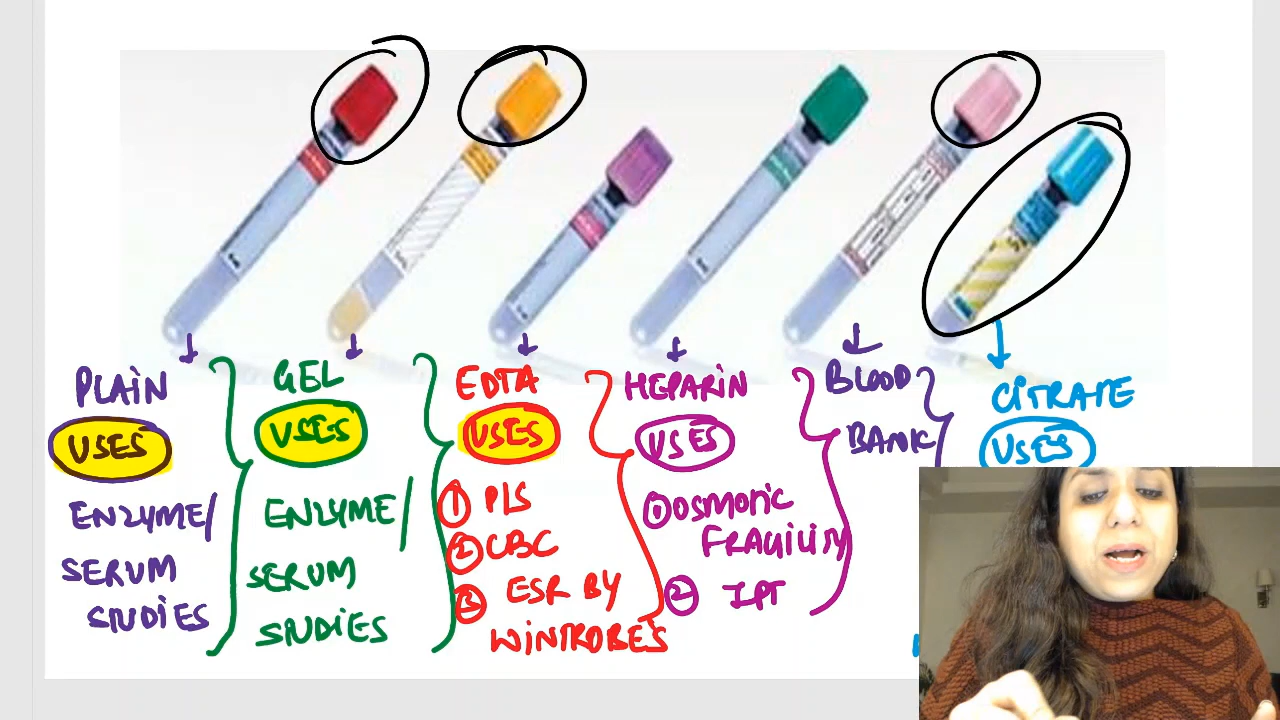 PLAIN
USES
ENZYME/
SERUM
STUDIES
GEL
USES
ENZYME/
SERUM
STUDIES
EDTA
USES
① PLS
② CBC
③ ESR BY
WINTROBE'S
HEPARIN
USES
① OSMOTIC
FRAGILITY
② IPT
BLOOD
BANK
CITRATE
USES